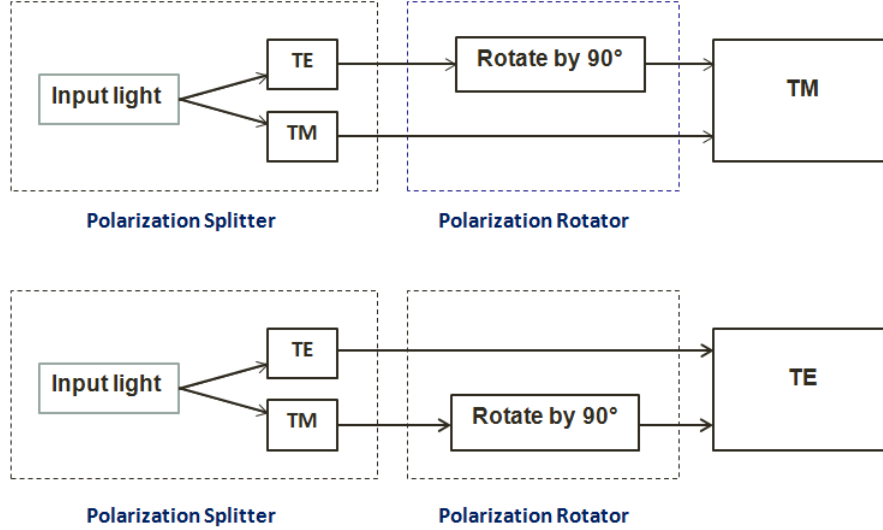 TE
Rotate by 90°
Input light
TM
TM
Polarization Splitter
Polarization Rotator
TE
Input light
TE
TM
Rotate by 90°
Polarization Splitter
Polarization Rotator